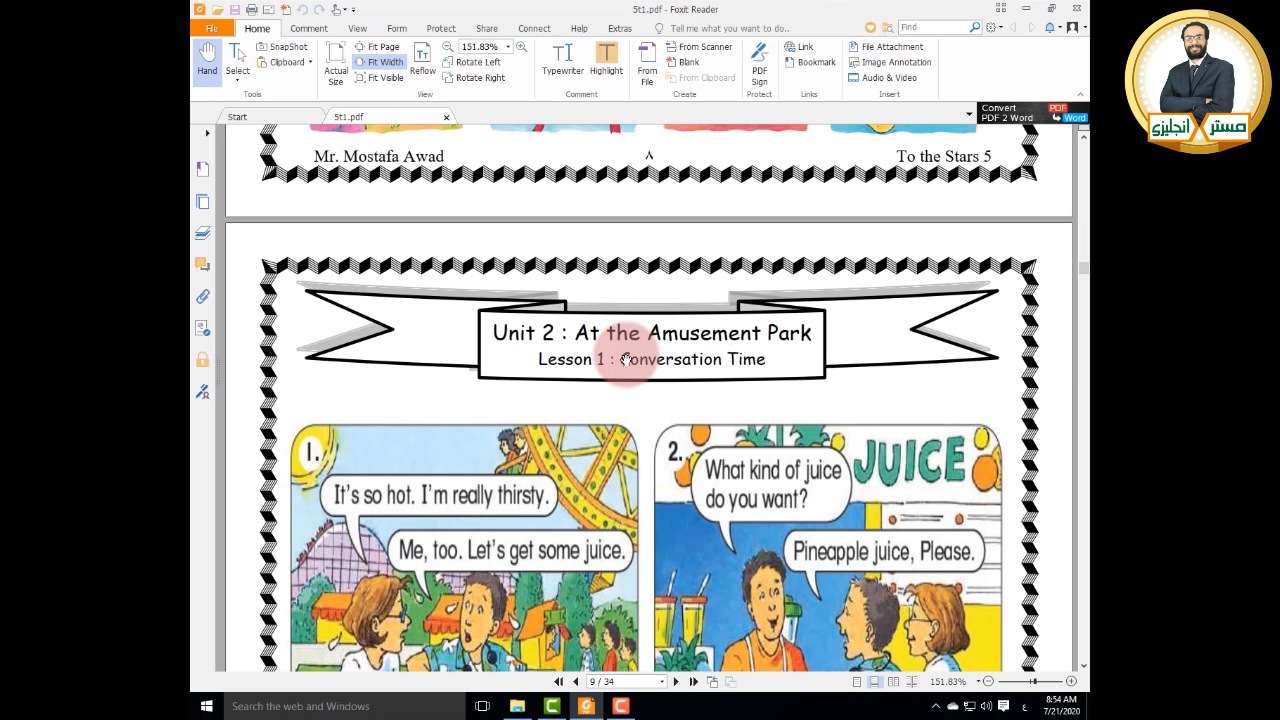 5t1.pdf - Foxit Reader
File Home Comment View Form Protect Share Connect Help Extras Tell me what you want to do.. Find
Hand
Select
SnapShot
Clipboard
Actual Size
Fit Page
Fit Width
Fit Visible
Reflow
151.83%
Rotate Left
Rotate Right
Typewriter
Highlight
From File
From Scanner
Blank
From Clipboard
PDF Sign
Link
Bookmark
File Attachment
Image Annotation
Audio & Video
Tools View Comment Create Protect Links Insert
Start 5t1.pdf
Convert PDF
PDF 2 Word Word
Mr. Mostafa Awad ٨ To the Stars 5
Unit 2 : At the Amusement Park
Lesson 1 : Conversation Time
1.
It's so hot. I'm really thirsty.
Me, too. Let's get some juice.
2.
JUICE
What kind of juice
do you want?
Pineapple juice, Please.
9 / 34
151.83%
Search the web and Windows
ع
8:54 AM
7/21/2020
مستر X انجليزي